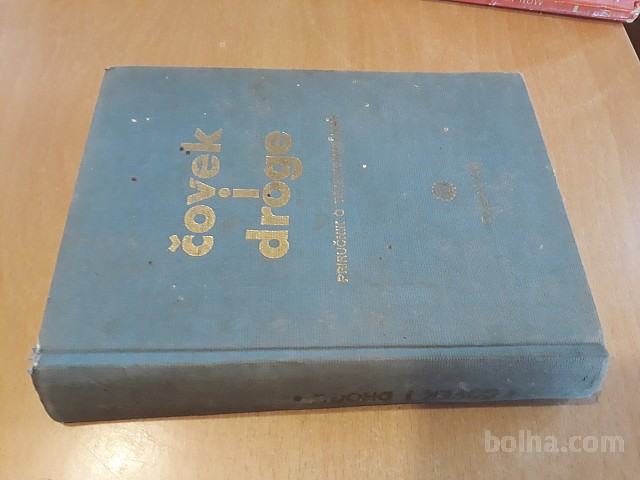 čovek
i
droge
PRIRUČNIK O
ČOVEK I DROGE
bolha.com